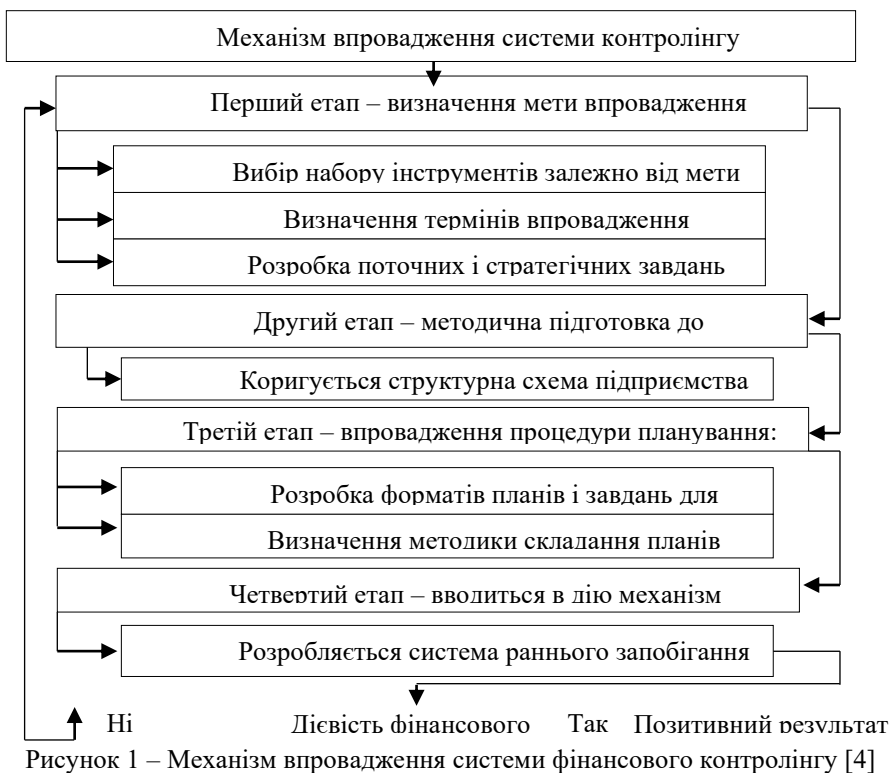 Механізм впровадження системи контролінгу
Перший етап – визначення мети впровадження
Вибір набору інструментів залежно від мети
Визначення термінів впровадження
Розробка поточних і стратегічних завдань
Другий етап – методична підготовка до
Коригується структурна схема підприємства
Третій етап – впровадження процедури планування:
Розробка форматів планів і завдань для
Визначення методики складання планів
Четвертий етап – вводиться в дію механізм
Розробляється система раннього запобігання
Ні Дієвість фінансового Так Позитивний результат
Рисунок 1 – Механізм впровадження системи фінансового контролінгу [4]